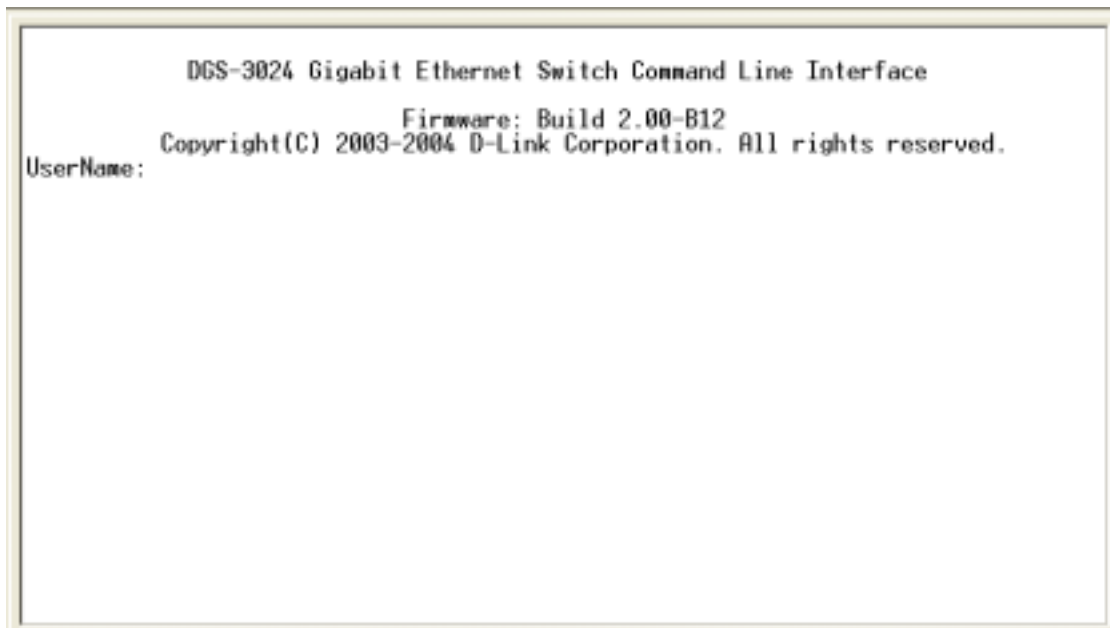 DGS-3024 Gigabit Ethernet Switch Command Line Interface
Firmware: Build 2.00-B12
Copyright(C) 2003-2004 D-Link Corporation. All rights reserved.
UserName: